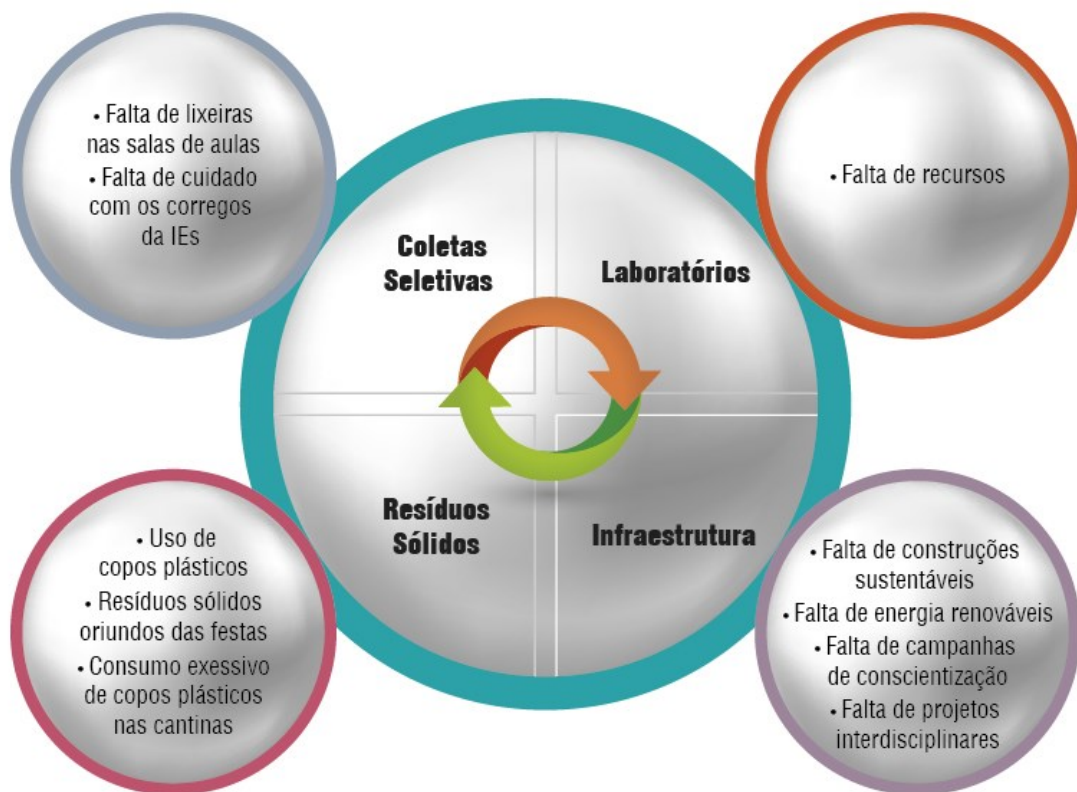 • Falta de lixeiras
nas salas de aulas
• Falta de cuidado
com os corregos
da IEs
• Falta de recursos
Coletas
Seletivas
Laboratórios
Resíduos
Sólidos
Infraestrutura
• Uso de
copos plásticos
• Resíduos sólidos
oriundos das festas
• Consumo exessivo
de copos plásticos
nas cantinas
• Falta de construções
sustentáveis
• Falta de energia renováveis
• Falta de campanhas
de conscientização
• Falta de projetos
interdisciplinares